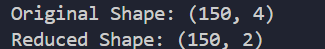 Original Shape: (150, 4)
Reduced Shape: (150, 2)